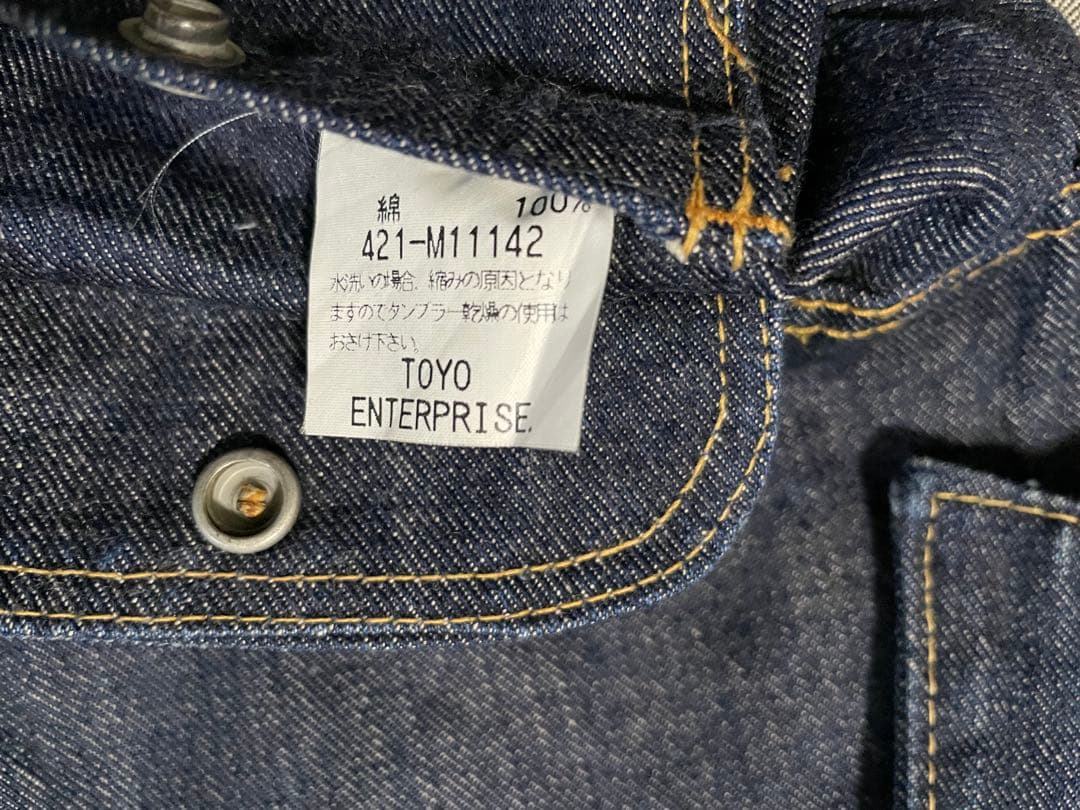 綿 100%
421-M11142
水洗いの場合、縮みの原因となり
ますのでタンブラー乾燥の使用は
おさけ下さい。
TOYO
ENTERPRISE.